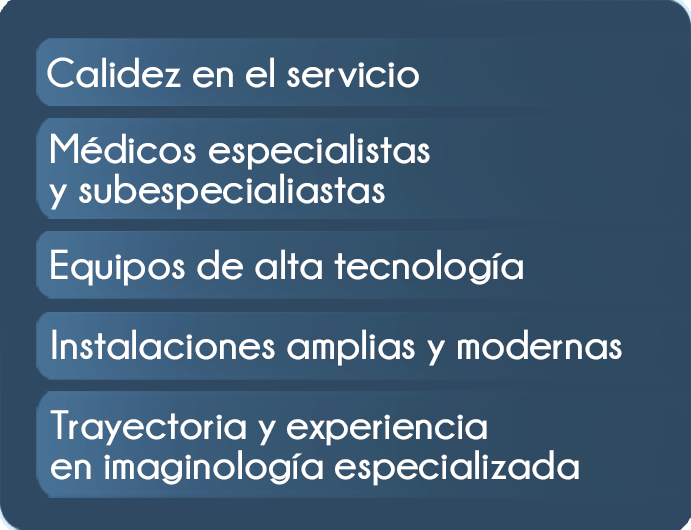 Calidez en el servicio
Médicos especialistas
y subespecialiastas
Equipos de alta tecnología
Instalaciones amplias y modernas
Trayectoria y experiencia
en imaginología especializada